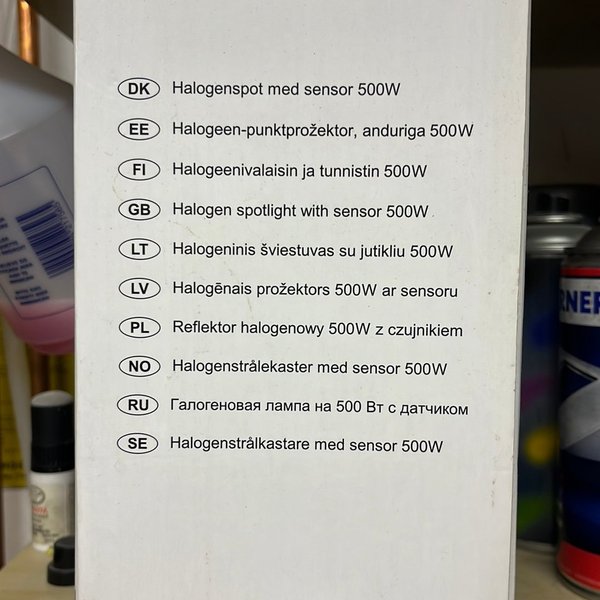 DK Halogenspot med sensor 500W
EE Halogeen-punktprožektor, anduriga 500W
FI Halogeenivalaisin ja tunnistin 500W
GB Halogen spotlight with sensor 500W
LT Halogeninis šviestuvas su jutikliu 500W
LV Halogēnais prožektors 500W ar sensoru
PL Reflektor halogenowy 500W z czujnikiem
NO Halogenstrålekaster med sensor 500W
RU Галогеновая лампа на 500 Вт с датчиком
SE Halogenstrålkastare med sensor 500W
RNER